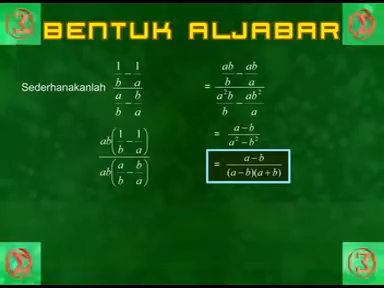 BENTUK ALJABAR
Sederhanakanlah (1/b - 1/a) / (a/b - b/a)
ab(1/b - 1/a) / ab(a/b - b/a)
= (ab/b - ab/a) / (a²b/b - ab²/a)
= (a - b) / (a² - b²)
= (a - b) / ((a - b)(a + b))